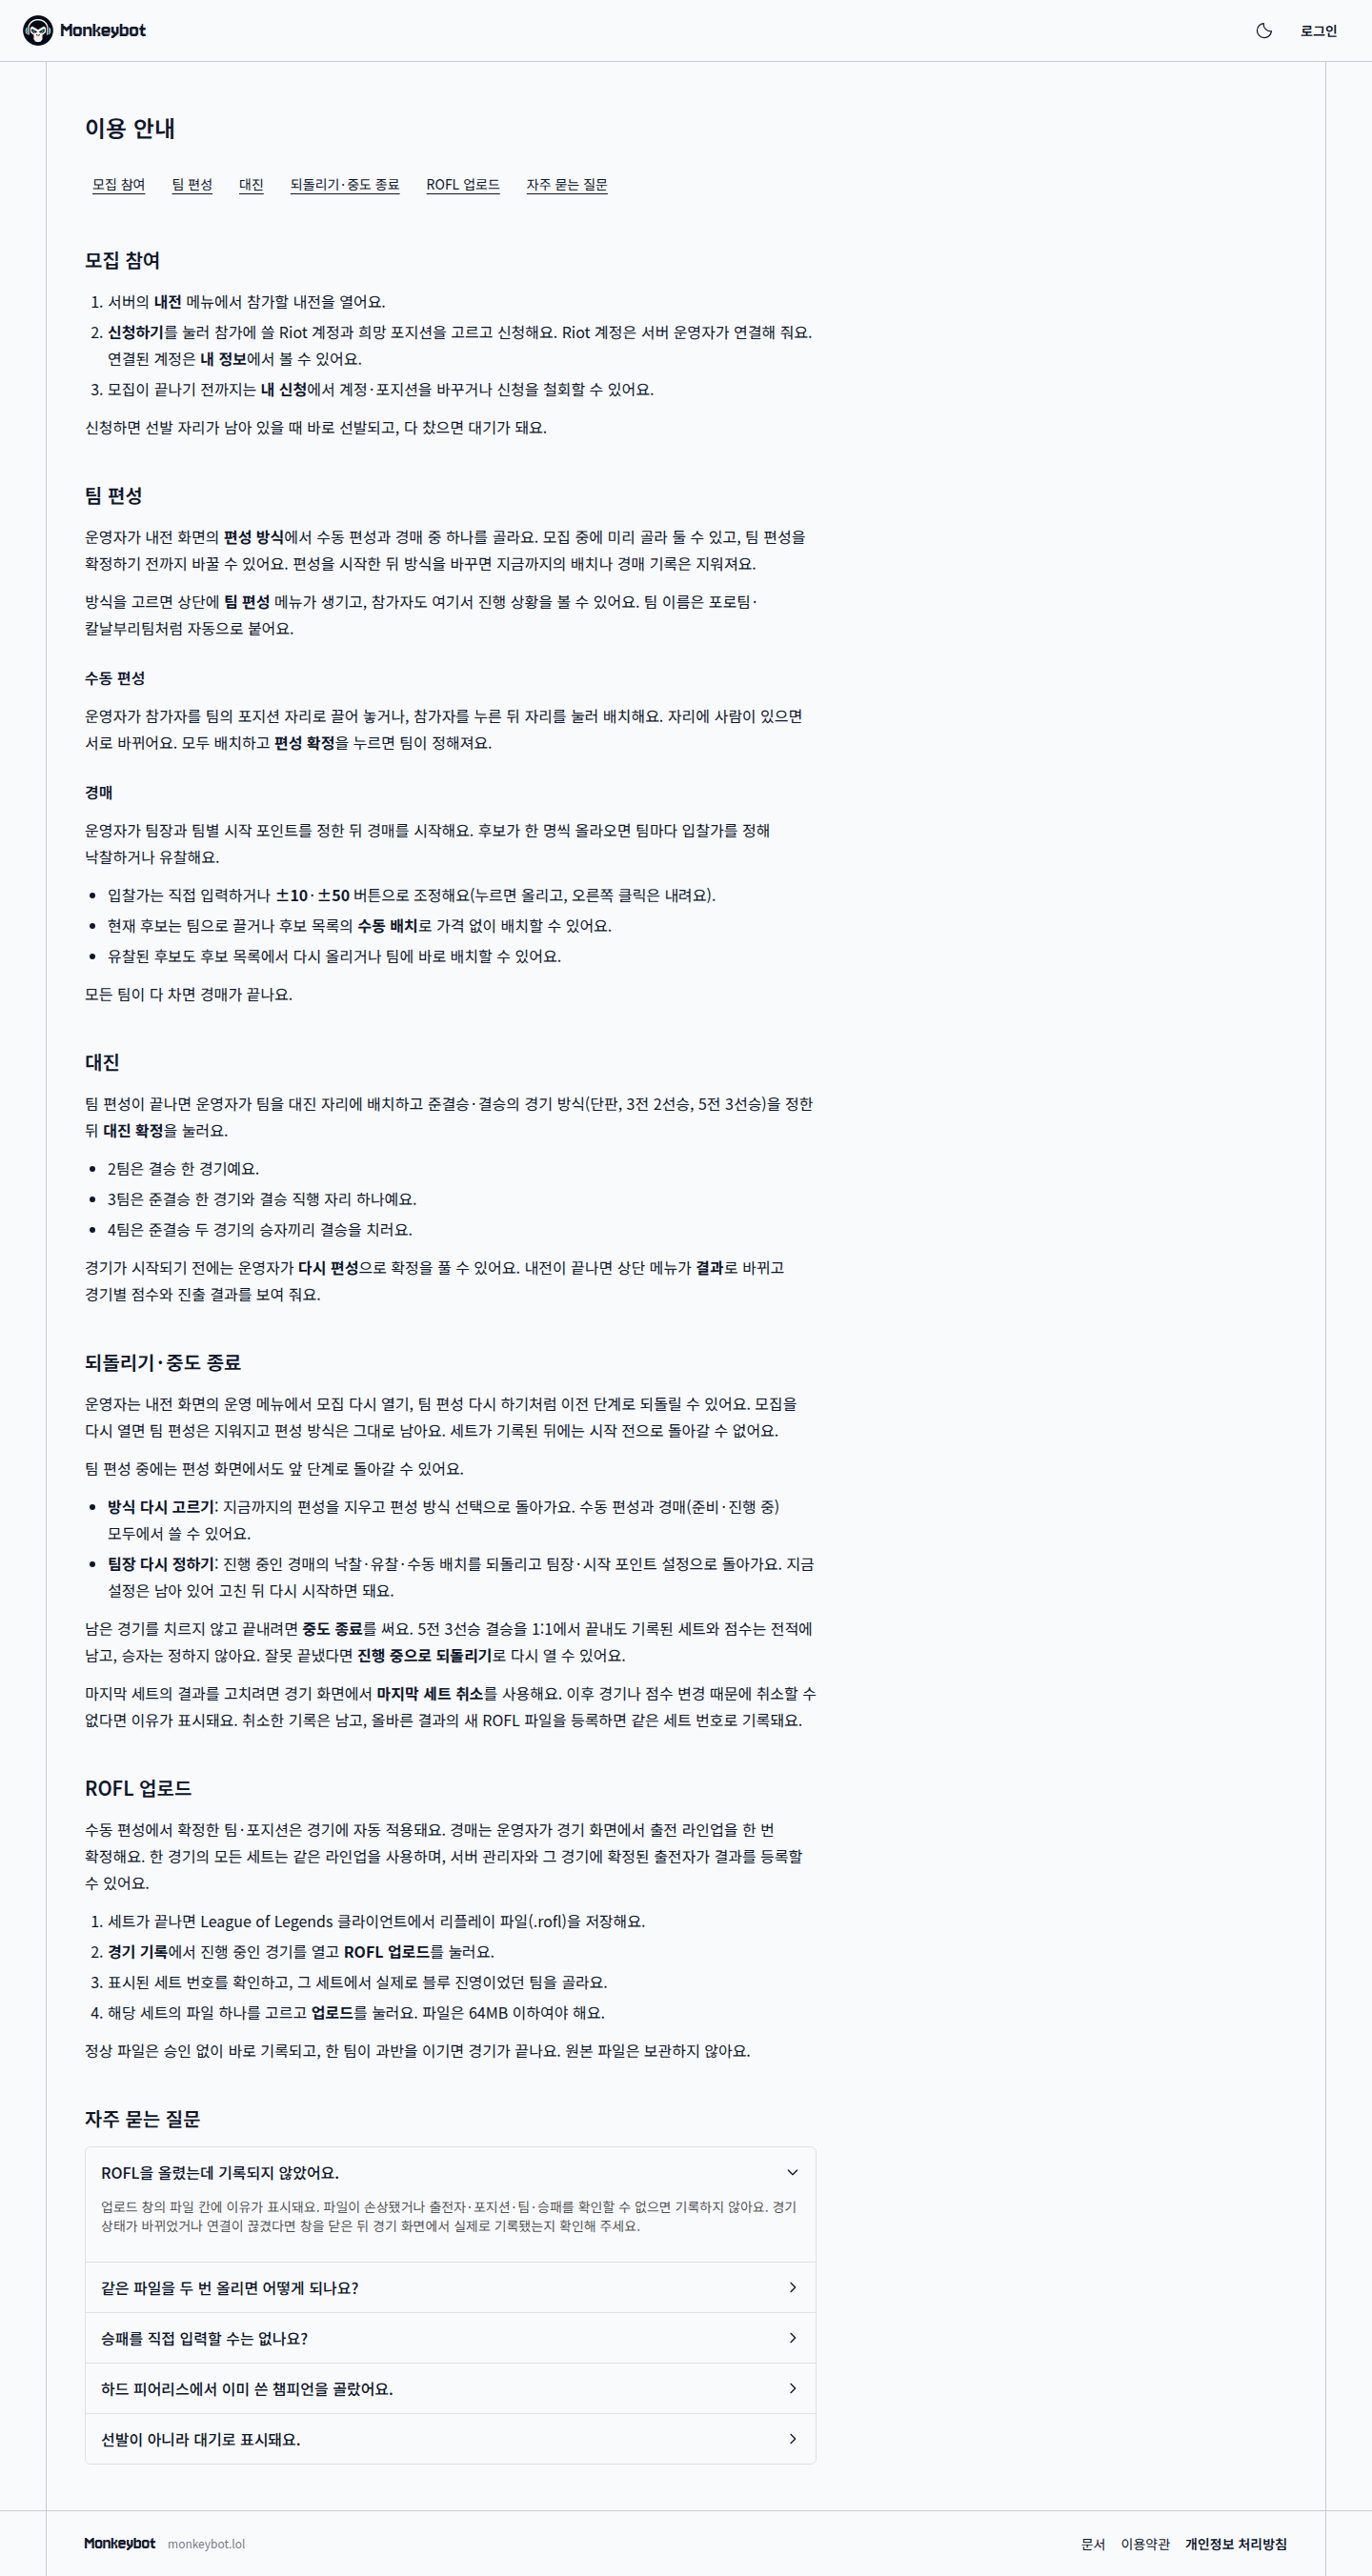 Monkeybot
로그인
이용 안내
모집 참여 팀 편성 대진 되돌리기·중도 종료 ROFL 업로드 자주 묻는 질문
모집 참여
1. 서버의 내전 메뉴에서 참가할 내전을 열어요.
2. 신청하기를 눌러 참가에 쓸 Riot 계정과 희망 포지션을 고르고 신청해요. Riot 계정은 서버 운영자가 연결해 줘요.
연결된 계정은 내 정보에서 볼 수 있어요.
3. 모집이 끝나기 전까지는 내 신청에서 계정·포지션을 바꾸거나 신청을 철회할 수 있어요.
신청하면 선발 자리가 남아 있을 때 바로 선발되고, 다 찼으면 대기가 돼요.
팀 편성
운영자가 내전 화면의 편성 방식에서 수동 편성과 경매 중 하나를 골라요. 모집 중에 미리 골라 둘 수 있고, 팀 편성을
확정하기 전까지 바꿀 수 있어요. 편성을 시작한 뒤 방식을 바꾸면 지금까지의 배치나 경매 기록은 지워져요.
방식을 고르면 상단에 팀 편성 메뉴가 생기고, 참가자도 여기서 진행 상황을 볼 수 있어요. 팀 이름은 포로팀·
칼날부리팀처럼 자동으로 붙어요.
수동 편성
운영자가 참가자를 팀의 포지션 자리로 끌어 놓거나, 참가자를 누른 뒤 자리를 눌러 배치해요. 자리에 사람이 있으면
서로 바뀌어요. 모두 배치하고 편성 확정을 누르면 팀이 정해져요.
경매
운영자가 팀장과 팀별 시작 포인트를 정한 뒤 경매를 시작해요. 후보가 한 명씩 올라오면 팀마다 입찰가를 정해
낙찰하거나 유찰해요.
• 입찰가는 직접 입력하거나 ±10·±50 버튼으로 조정해요(누르면 올리고, 오른쪽 클릭은 내려요).
• 현재 후보는 팀으로 끌거나 후보 목록의 수동 배치로 가격 없이 배치할 수 있어요.
• 유찰된 후보도 후보 목록에서 다시 올리거나 팀에 바로 배치할 수 있어요.
모든 팀이 다 차면 경매가 끝나요.
대진
팀 편성이 끝나면 운영자가 팀을 대진 자리에 배치하고 준결승·결승의 경기 방식(단판, 3전 2선승, 5전 3선승)을 정한
뒤 대진 확정을 눌러요.
• 2팀은 결승 한 경기예요.
• 3팀은 준결승 한 경기와 결승 직행 자리 하나예요.
• 4팀은 준결승 두 경기의 승자끼리 결승을 치러요.
경기가 시작되기 전에는 운영자가 다시 편성으로 확정을 풀 수 있어요. 내전이 끝나면 상단 메뉴가 결과로 바뀌고
경기별 점수와 진출 결과를 보여 줘요.
되돌리기·중도 종료
운영자는 내전 화면의 운영 메뉴에서 모집 다시 열기, 팀 편성 다시 하기처럼 이전 단계로 되돌릴 수 있어요. 모집을
다시 열면 팀 편성은 지워지고 편성 방식은 그대로 남아요. 세트가 기록된 뒤에는 시작 전으로 돌아갈 수 없어요.
팀 편성 중에는 편성 화면에서도 앞 단계로 돌아갈 수 있어요.
• 방식 다시 고르기: 지금까지의 편성을 지우고 편성 방식 선택으로 돌아가요. 수동 편성과 경매(준비·진행 중)
모두에서 쓸 수 있어요.
• 팀장 다시 정하기: 진행 중인 경매의 낙찰·유찰·수동 배치를 되돌리고 팀장·시작 포인트 설정으로 돌아가요. 지금
설정은 남아 있어 고친 뒤 다시 시작하면 돼요.
남은 경기를 치르지 않고 끝내려면 중도 종료를 써요. 5전 3선승 결승을 1:1에서 끝내도 기록된 세트와 점수는 전적에
남고, 승자는 정하지 않아요. 잘못 끝냈다면 진행 중으로 되돌리기로 다시 열 수 있어요.
마지막 세트의 결과를 고치려면 경기 화면에서 마지막 세트 취소를 사용해요. 이후 경기나 점수 변경 때문에 취소할 수
없다면 이유가 표시돼요. 취소한 기록은 남고, 올바른 결과의 새 ROFL 파일을 등록하면 같은 세트 번호로 기록돼요.
ROFL 업로드
수동 편성에서 확정한 팀·포지션은 경기에 자동 적용돼요. 경매는 운영자가 경기 화면에서 출전 라인업을 한 번
확정해요. 한 경기의 모든 세트는 같은 라인업을 사용하며, 서버 관리자와 그 경기에 확정된 출전자가 결과를 등록할
수 있어요.
1. 세트가 끝나면 League of Legends 클라이언트에서 리플레이 파일(.rofl)을 저장해요.
2. 경기 기록에서 진행 중인 경기를 열고 ROFL 업로드를 눌러요.
3. 표시된 세트 번호를 확인하고, 그 세트에서 실제로 블루 진영이었던 팀을 골라요.
4. 해당 세트의 파일 하나를 고르고 업로드를 눌러요. 파일은 64MB 이하여야 해요.
정상 파일은 승인 없이 바로 기록되고, 한 팀이 과반을 이기면 경기가 끝나요. 원본 파일은 보관하지 않아요.
자주 묻는 질문
ROFL을 올렸는데 기록되지 않았어요.
업로드 창의 파일 칸에 이유가 표시돼요. 파일이 손상됐거나 출전자·포지션·팀·승패를 확인할 수 없으면 기록하지 않아요. 경기
상태가 바뀌었거나 연결이 끊겼다면 창을 닫은 뒤 경기 화면에서 실제로 기록됐는지 확인해 주세요.
같은 파일을 두 번 올리면 어떻게 되나요?
승패를 직접 입력할 수는 없나요?
하드 피어리스에서 이미 쓴 챔피언을 골랐어요.
선발이 아니라 대기로 표시돼요.
Monkeybot monkeybot.lol
문서 이용약관 개인정보 처리방침